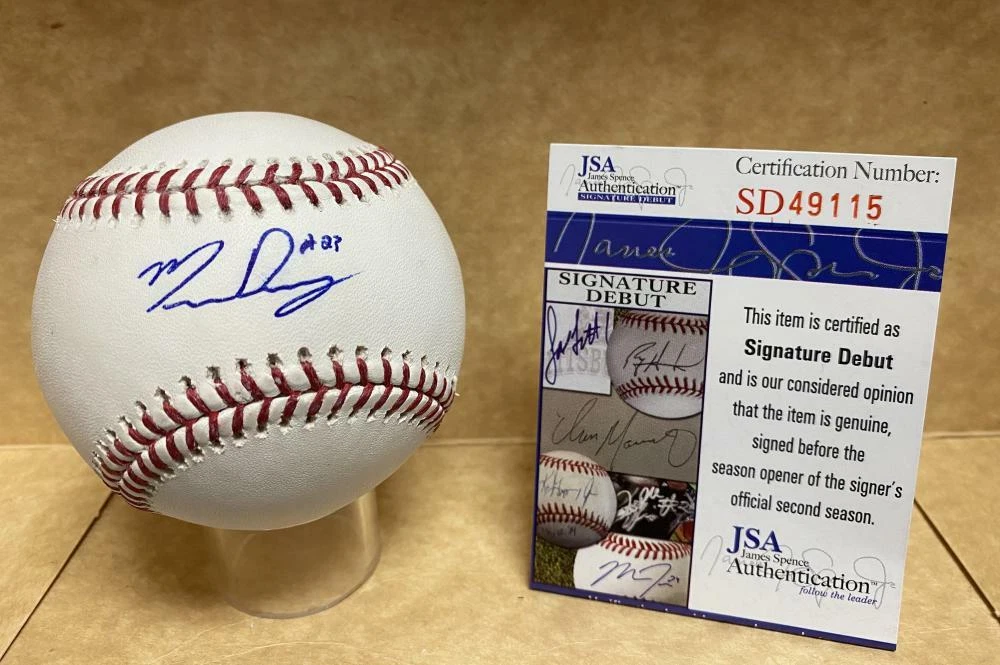 #23
JSA
James Spence
Authentication
SIGNATURE DEBUT
Certification Number:
SD49115
SIGNATURE
DEBUT
This item is certified as
Signature Debut
and is our considered opinion
that the item is genuine,
signed before the
season opener of the signer's
official second season.
JSA
James Spence
Authentication™
follow the leader